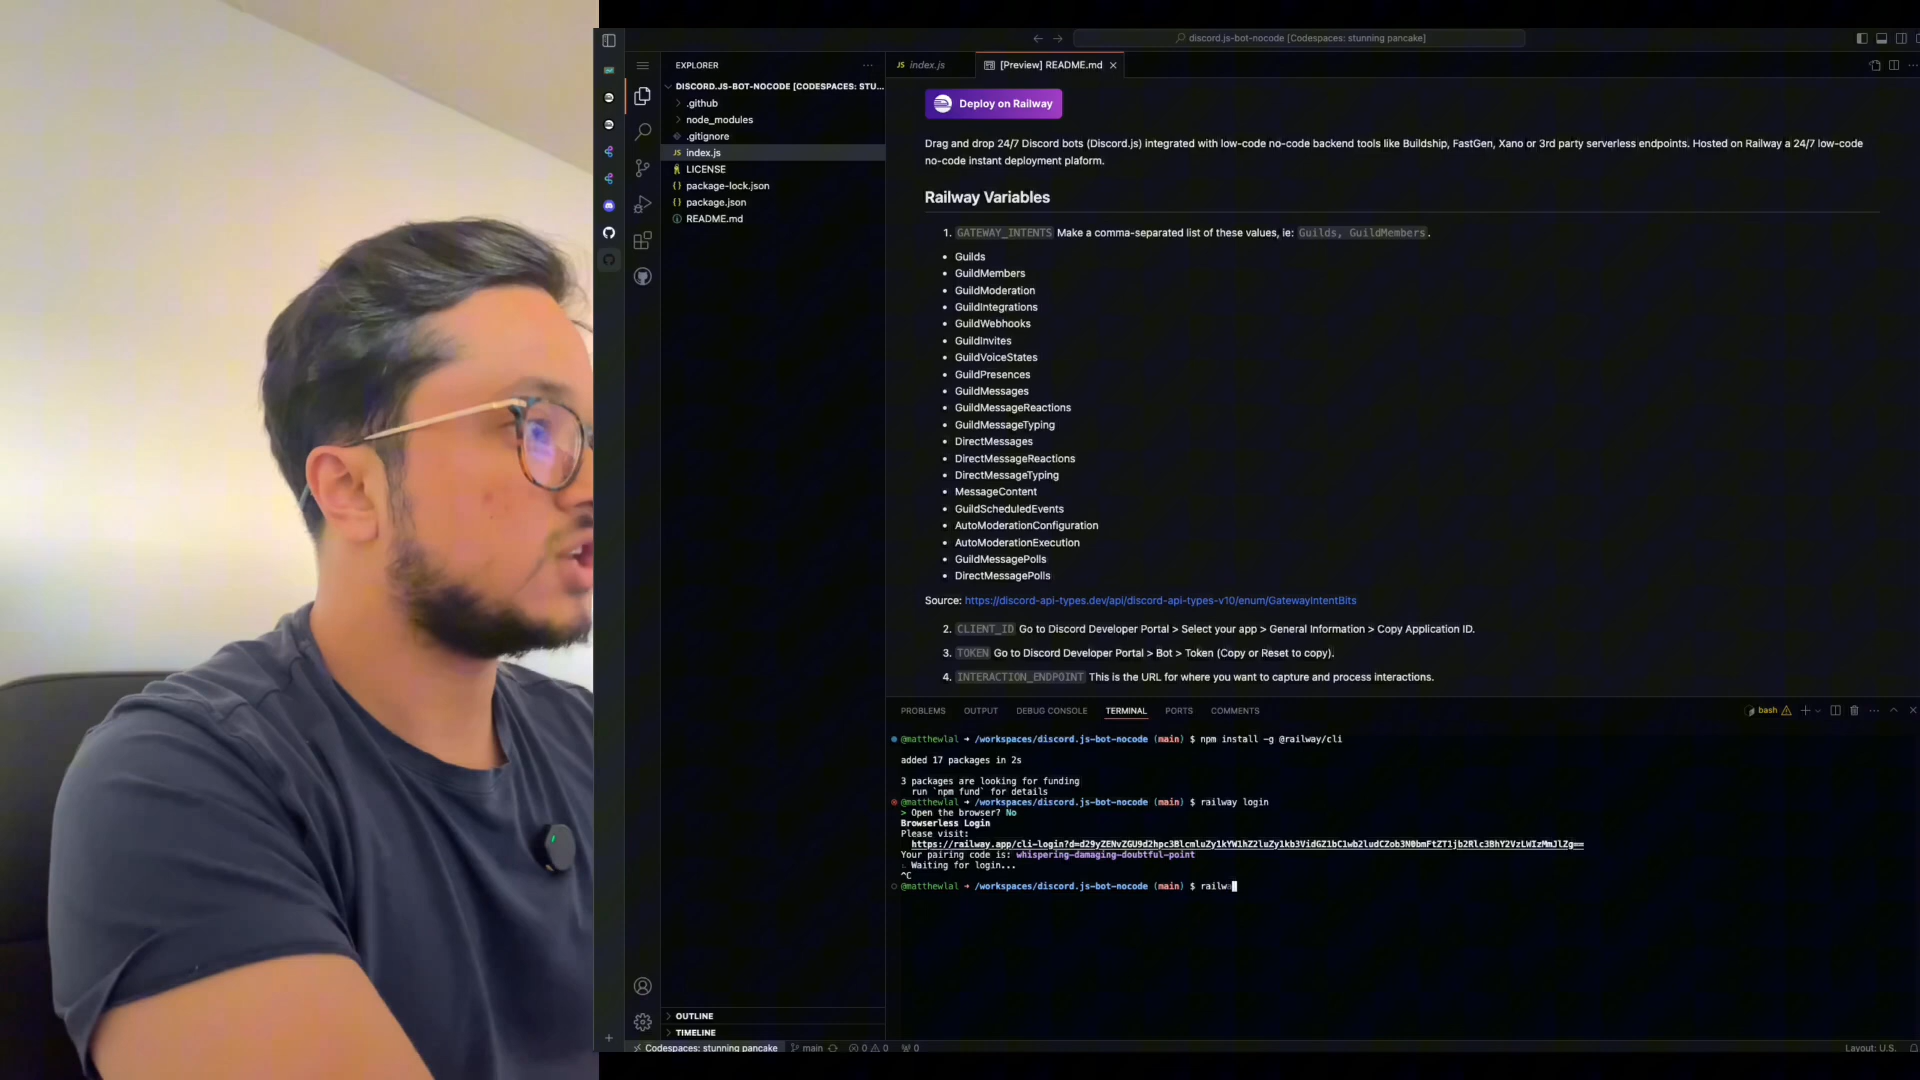 discord.js-bot-nocode [Codespaces: stunning pancake]
EXPLORER
JS index.js
[Preview] README.md
DISCORD.JS-BOT-NOCODE [CODESPACES: STU...
.github
node_modules
.gitignore
JS index.js
LICENSE
{} package-lock.json
{} package.json
README.md
OUTLINE
TIMELINE
Deploy on Railway
Drag and drop 24/7 Discord bots (Discord.js) integrated with low-code no-code backend tools like Buildship, FastGen, Xano or 3rd party serverless endpoints. Hosted on Railway a 24/7 low-code
no-code instant deployment plaform.
Railway Variables
1. GATEWAY_INTENTS Make a comma-separated list of these values, ie: Guilds, GuildMembers.
• Guilds
• GuildMembers
• GuildModeration
• GuildIntegrations
• GuildWebhooks
• GuildInvites
• GuildVoiceStates
• GuildPresences
• GuildMessages
• GuildMessageReactions
• GuildMessageTyping
• DirectMessages
• DirectMessageReactions
• DirectMessageTyping
• MessageContent
• GuildScheduledEvents
• AutoModerationConfiguration
• AutoModerationExecution
• GuildMessagePolls
• DirectMessagePolls
Source: https://discord-api-types.dev/api/discord-api-types-v10/enum/GatewayIntentBits
2. CLIENT_ID Go to Discord Developer Portal > Select your app > General Information > Copy Application ID.
3. TOKEN Go to Discord Developer Portal > Bot > Token (Copy or Reset to copy).
4. INTERACTION_ENDPOINT This is the URL for where you want to capture and process interactions.
PROBLEMS OUTPUT DEBUG CONSOLE TERMINAL PORTS COMMENTS
bash
@matthewlal → /workspaces/discord.js-bot-nocode (main) $ npm install -g @railway/cli
added 17 packages in 2s
3 packages are looking for funding
run `npm fund` for details
@matthewlal → /workspaces/discord.js-bot-nocode (main) $ railway login
> Open the browser? No
Browserless Login
Please visit:
Your pairing code is: whispering-damaging-doubtful-point
Waiting for login...
^C
@matthewlal → /workspaces/discord.js-bot-nocode (main) $ railw
Codespaces: stunning pancake main 0 0 0
Layout: U.S.